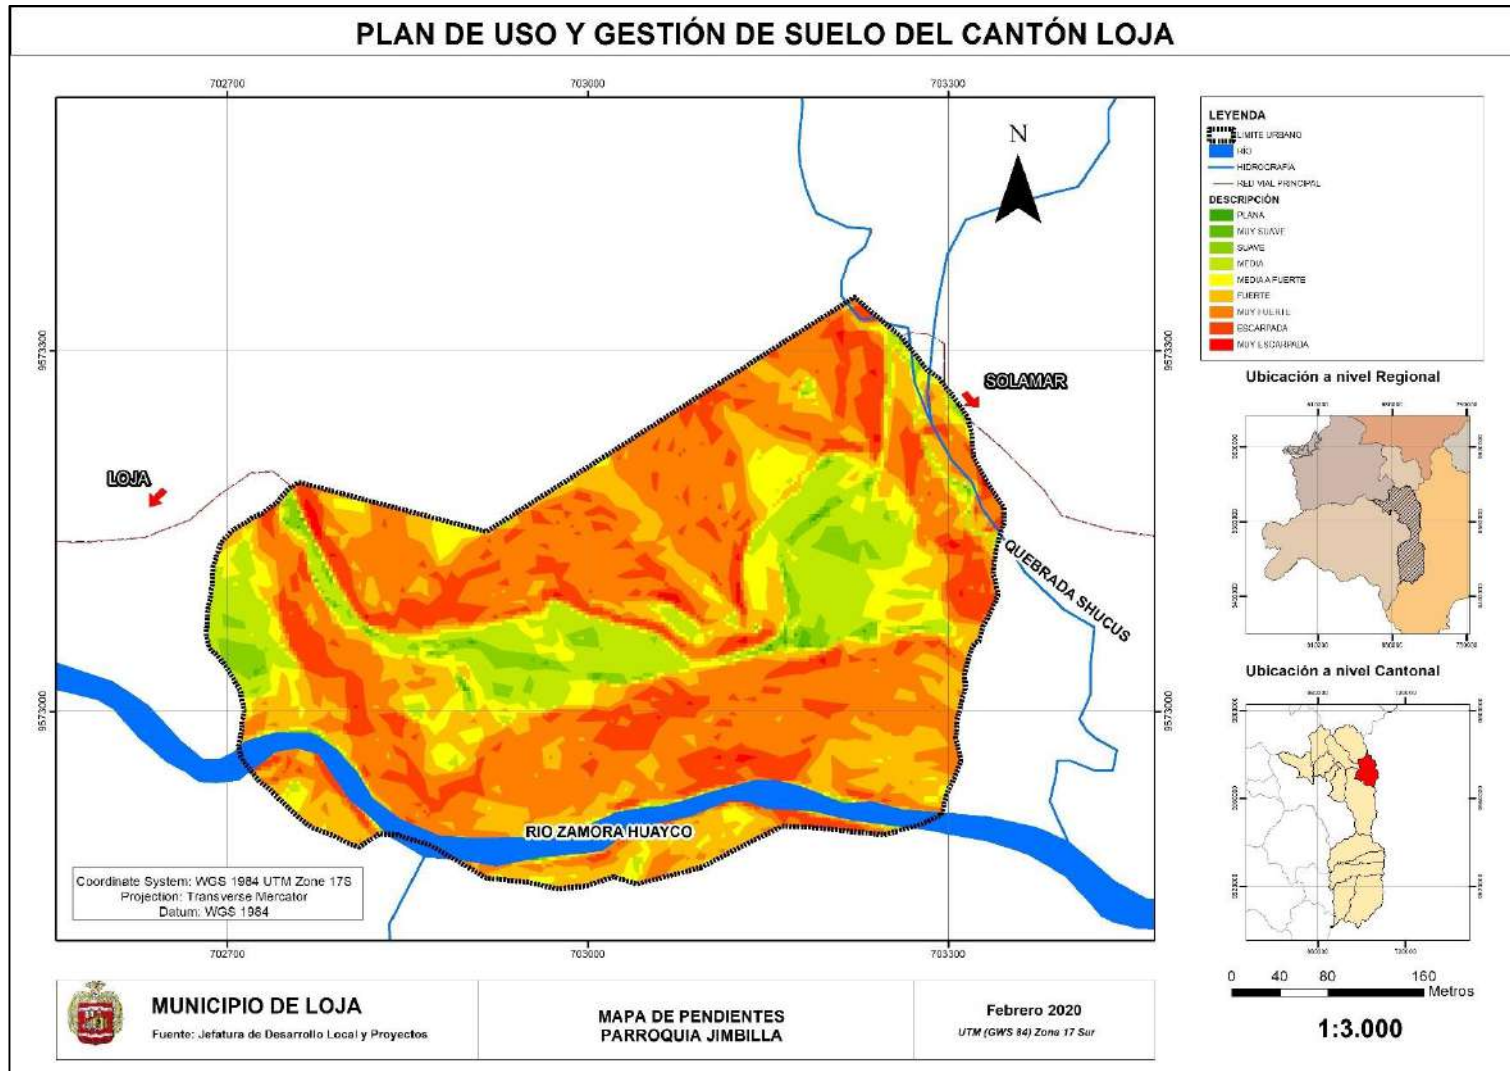 PLAN DE USO Y GESTIÓN DE SUELO DEL CANTÓN LOJA
702700
703000
703300
N
9573300
9573300
SOLAMAR
LOJA
QUEBRADA SHUCUS
9573000
9573000
RIO ZAMORA HUAYCO
Coordinate System: WGS 1984 UTM Zone 17S
Projection: Transverse Mercator
Datum: WGS 1984
702700
703000
703300
LEYENDA
LIMITE URBANO
RÍO
HIDROGRAFÍA
RED VIAL PRINCIPAL
DESCRIPCIÓN
PLANA
MUY SUAVE
SUAVE
MEDIA
MEDIA A FUERTE
FUERTE
MUY FUERTE
ESCARPADA
MUY ESCARPADA
Ubicación a nivel Regional
Ubicación a nivel Cantonal
0 40 80 160
Metros
1:3.000
MUNICIPIO DE LOJA
Fuente: Jefatura de Desarrollo Local y Proyectos
MAPA DE PENDIENTES
PARROQUIA JIMBILLA
Febrero 2020
UTM (GWS 84) Zona 17 Sur